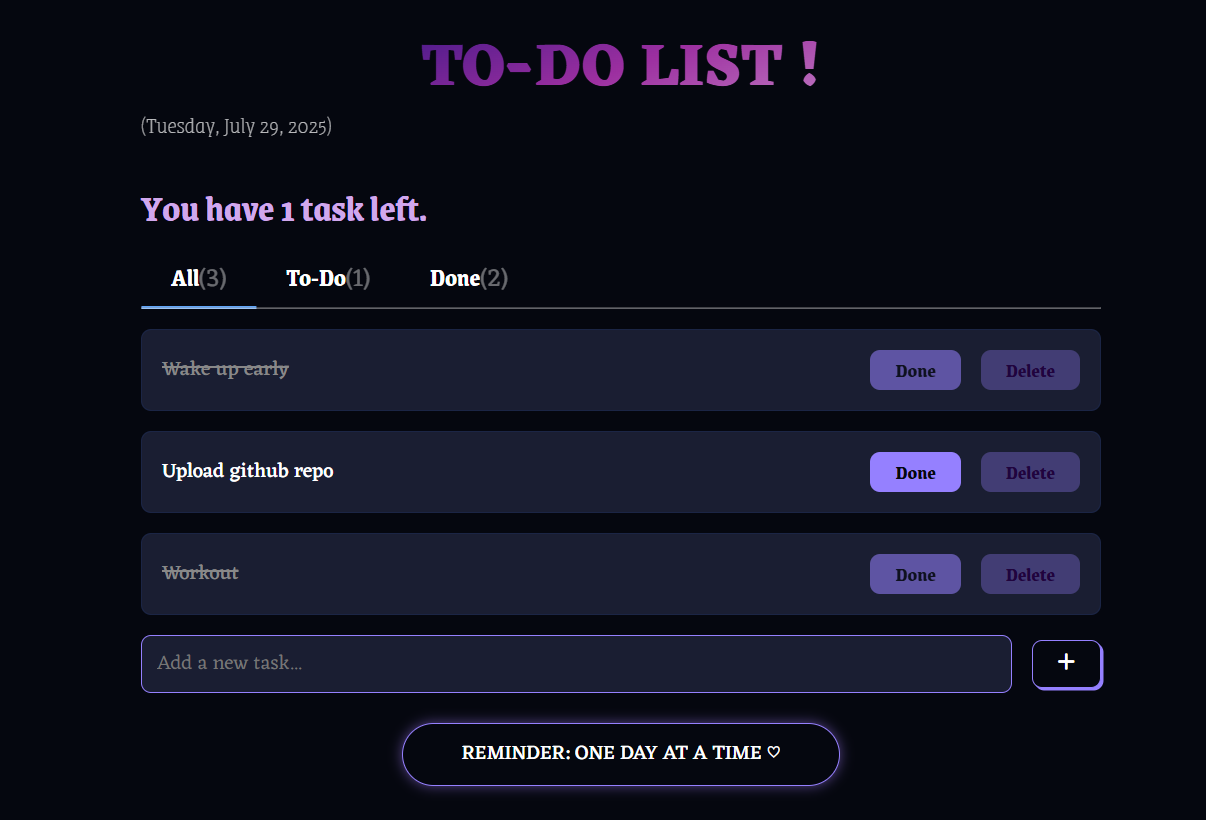 TO-DO LIST !
(Tuesday, July 29, 2025)
You have 1 task left.
All(3) To-Do(1) Done(2)
Wake up early Done Delete
Upload github repo Done Delete
Workout Done Delete
Add a new task... +
REMINDER: ONE DAY AT A TIME ♡